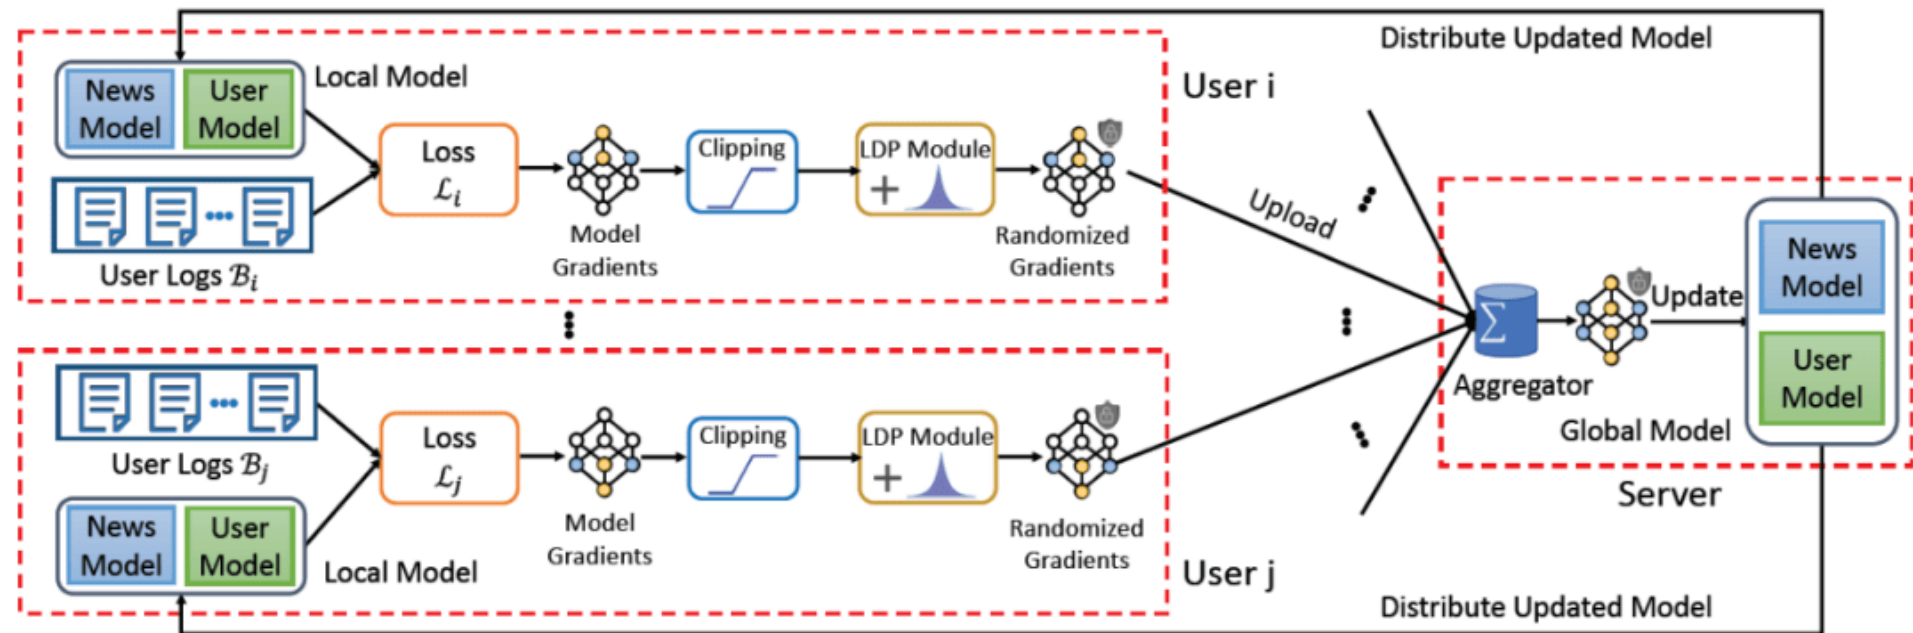 Distribute Updated Model
News
Model
User
Model
Local Model
User i
Loss
ℒᵢ
Clipping
LDP Module
+
Model
Gradients
Randomized
Gradients
User Logs ℬᵢ
Upload
User Logs ℬⱼ
Loss
ℒⱼ
Clipping
LDP Module
+
Model
Gradients
Randomized
Gradients
News
Model
User
Model
Local Model
User j
Σ
Aggregator
Update
News
Model
User
Model
Global Model
Server
Distribute Updated Model